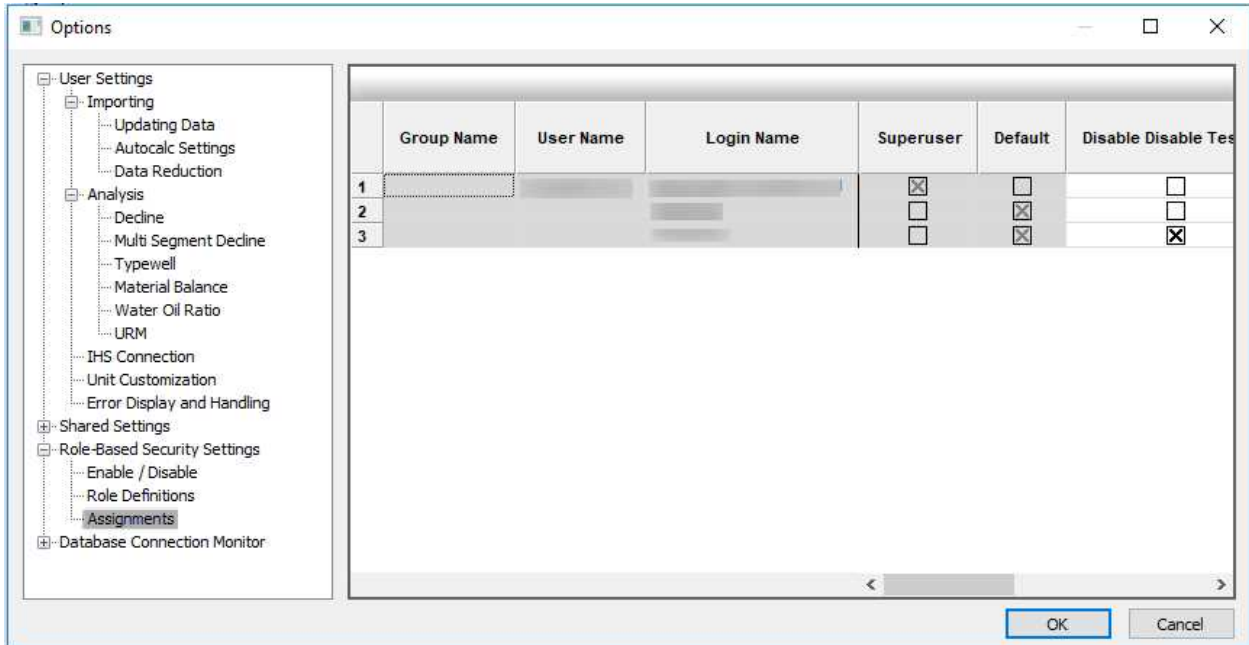 Options
User Settings
Importing
Updating Data
Autocalc Settings
Data Reduction
Analysis
Decline
Multi Segment Decline
Typewell
Material Balance
Water Oil Ratio
URM
IHS Connection
Unit Customization
Error Display and Handling
Shared Settings
Role-Based Security Settings
Enable / Disable
Role Definitions
Assignments
Database Connection Monitor
Group Name User Name Login Name Superuser Default Disable Disable Tes
1
2
3
OK Cancel